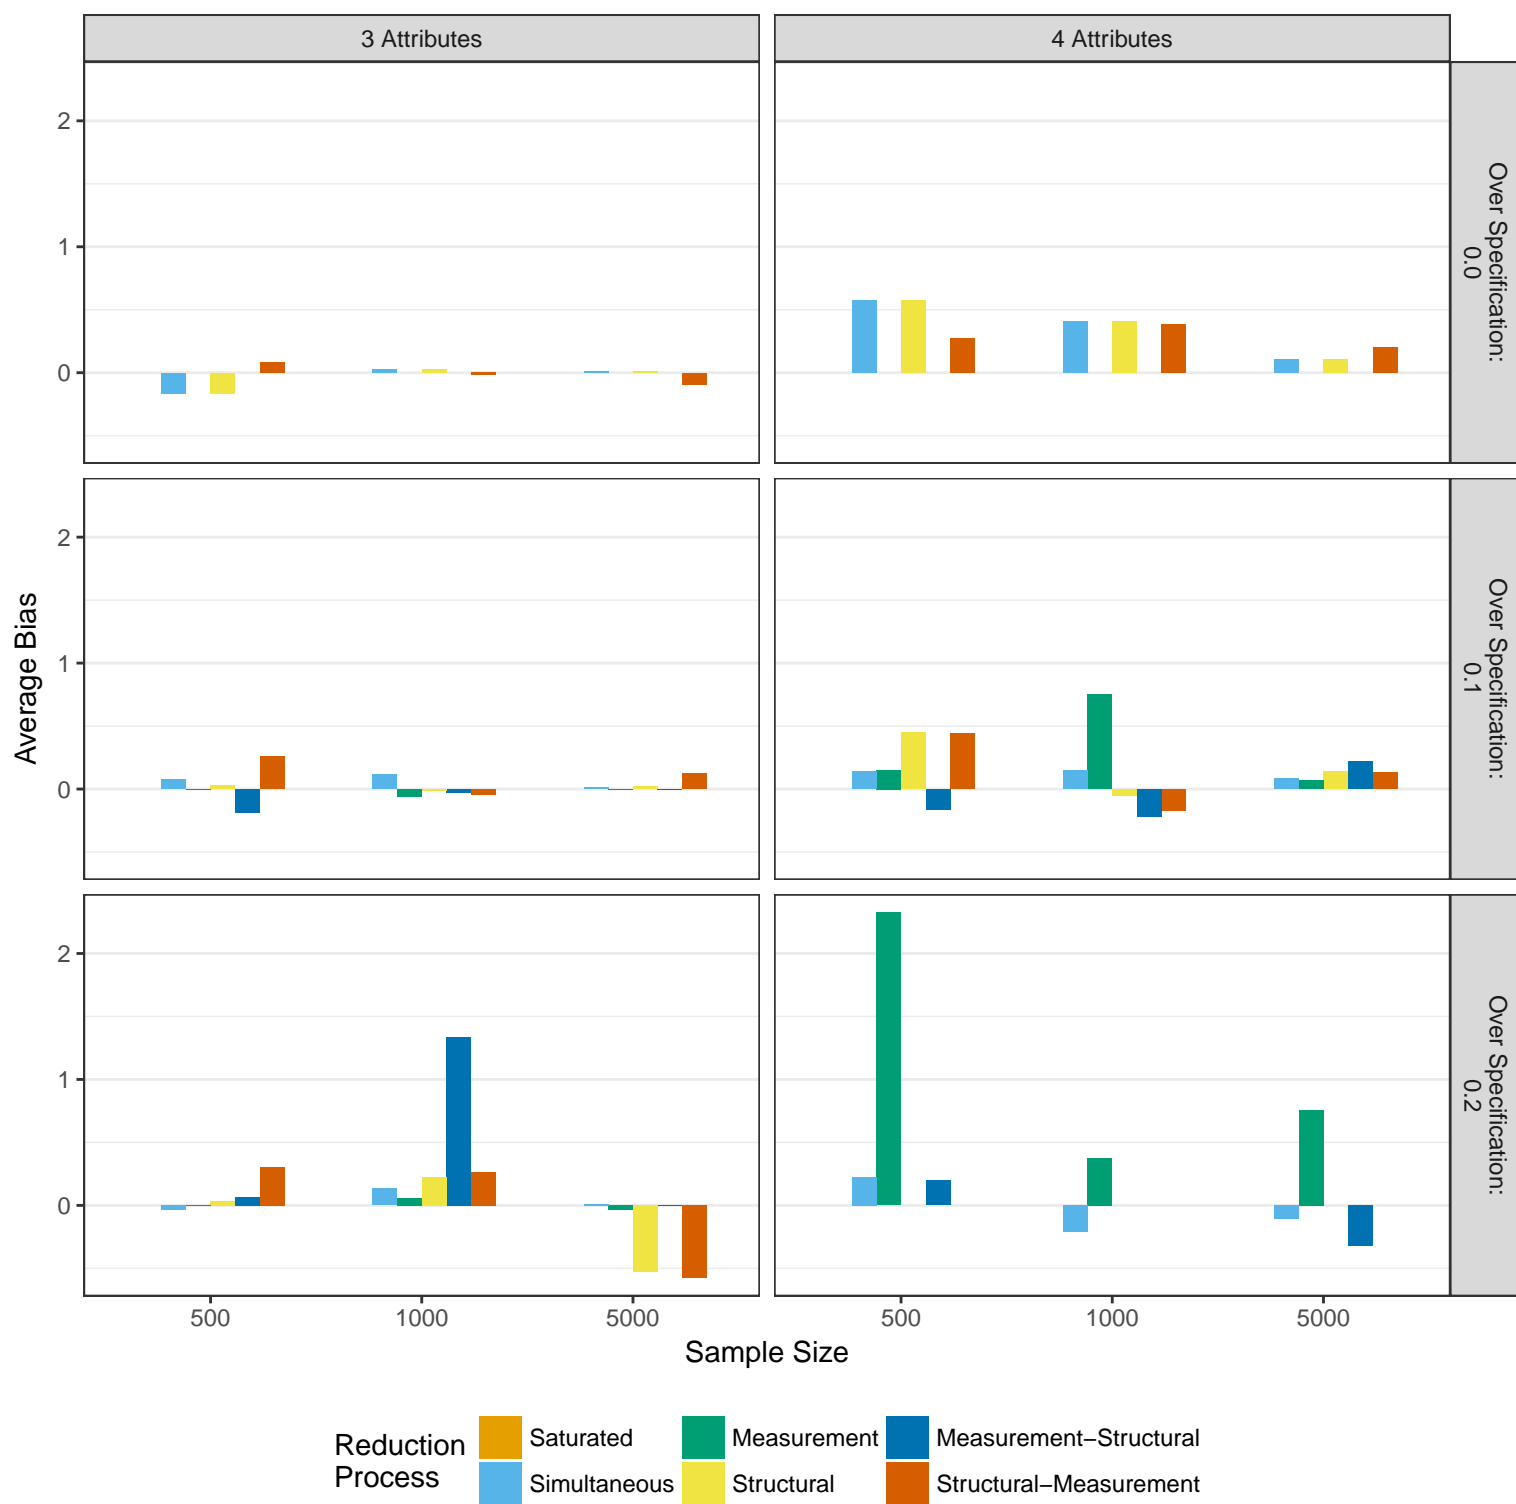 3 Attributes
4 Attributes
2
1
0
Over Specification:
0.0
2
1
0
Over Specification:
0.1
Average Bias
2
1
0
Over Specification:
0.2
500
1000
5000
500
1000
5000
Sample Size
Reduction
Process
Saturated
Measurement
Measurement−Structural
Simultaneous
Structural
Structural−Measurement